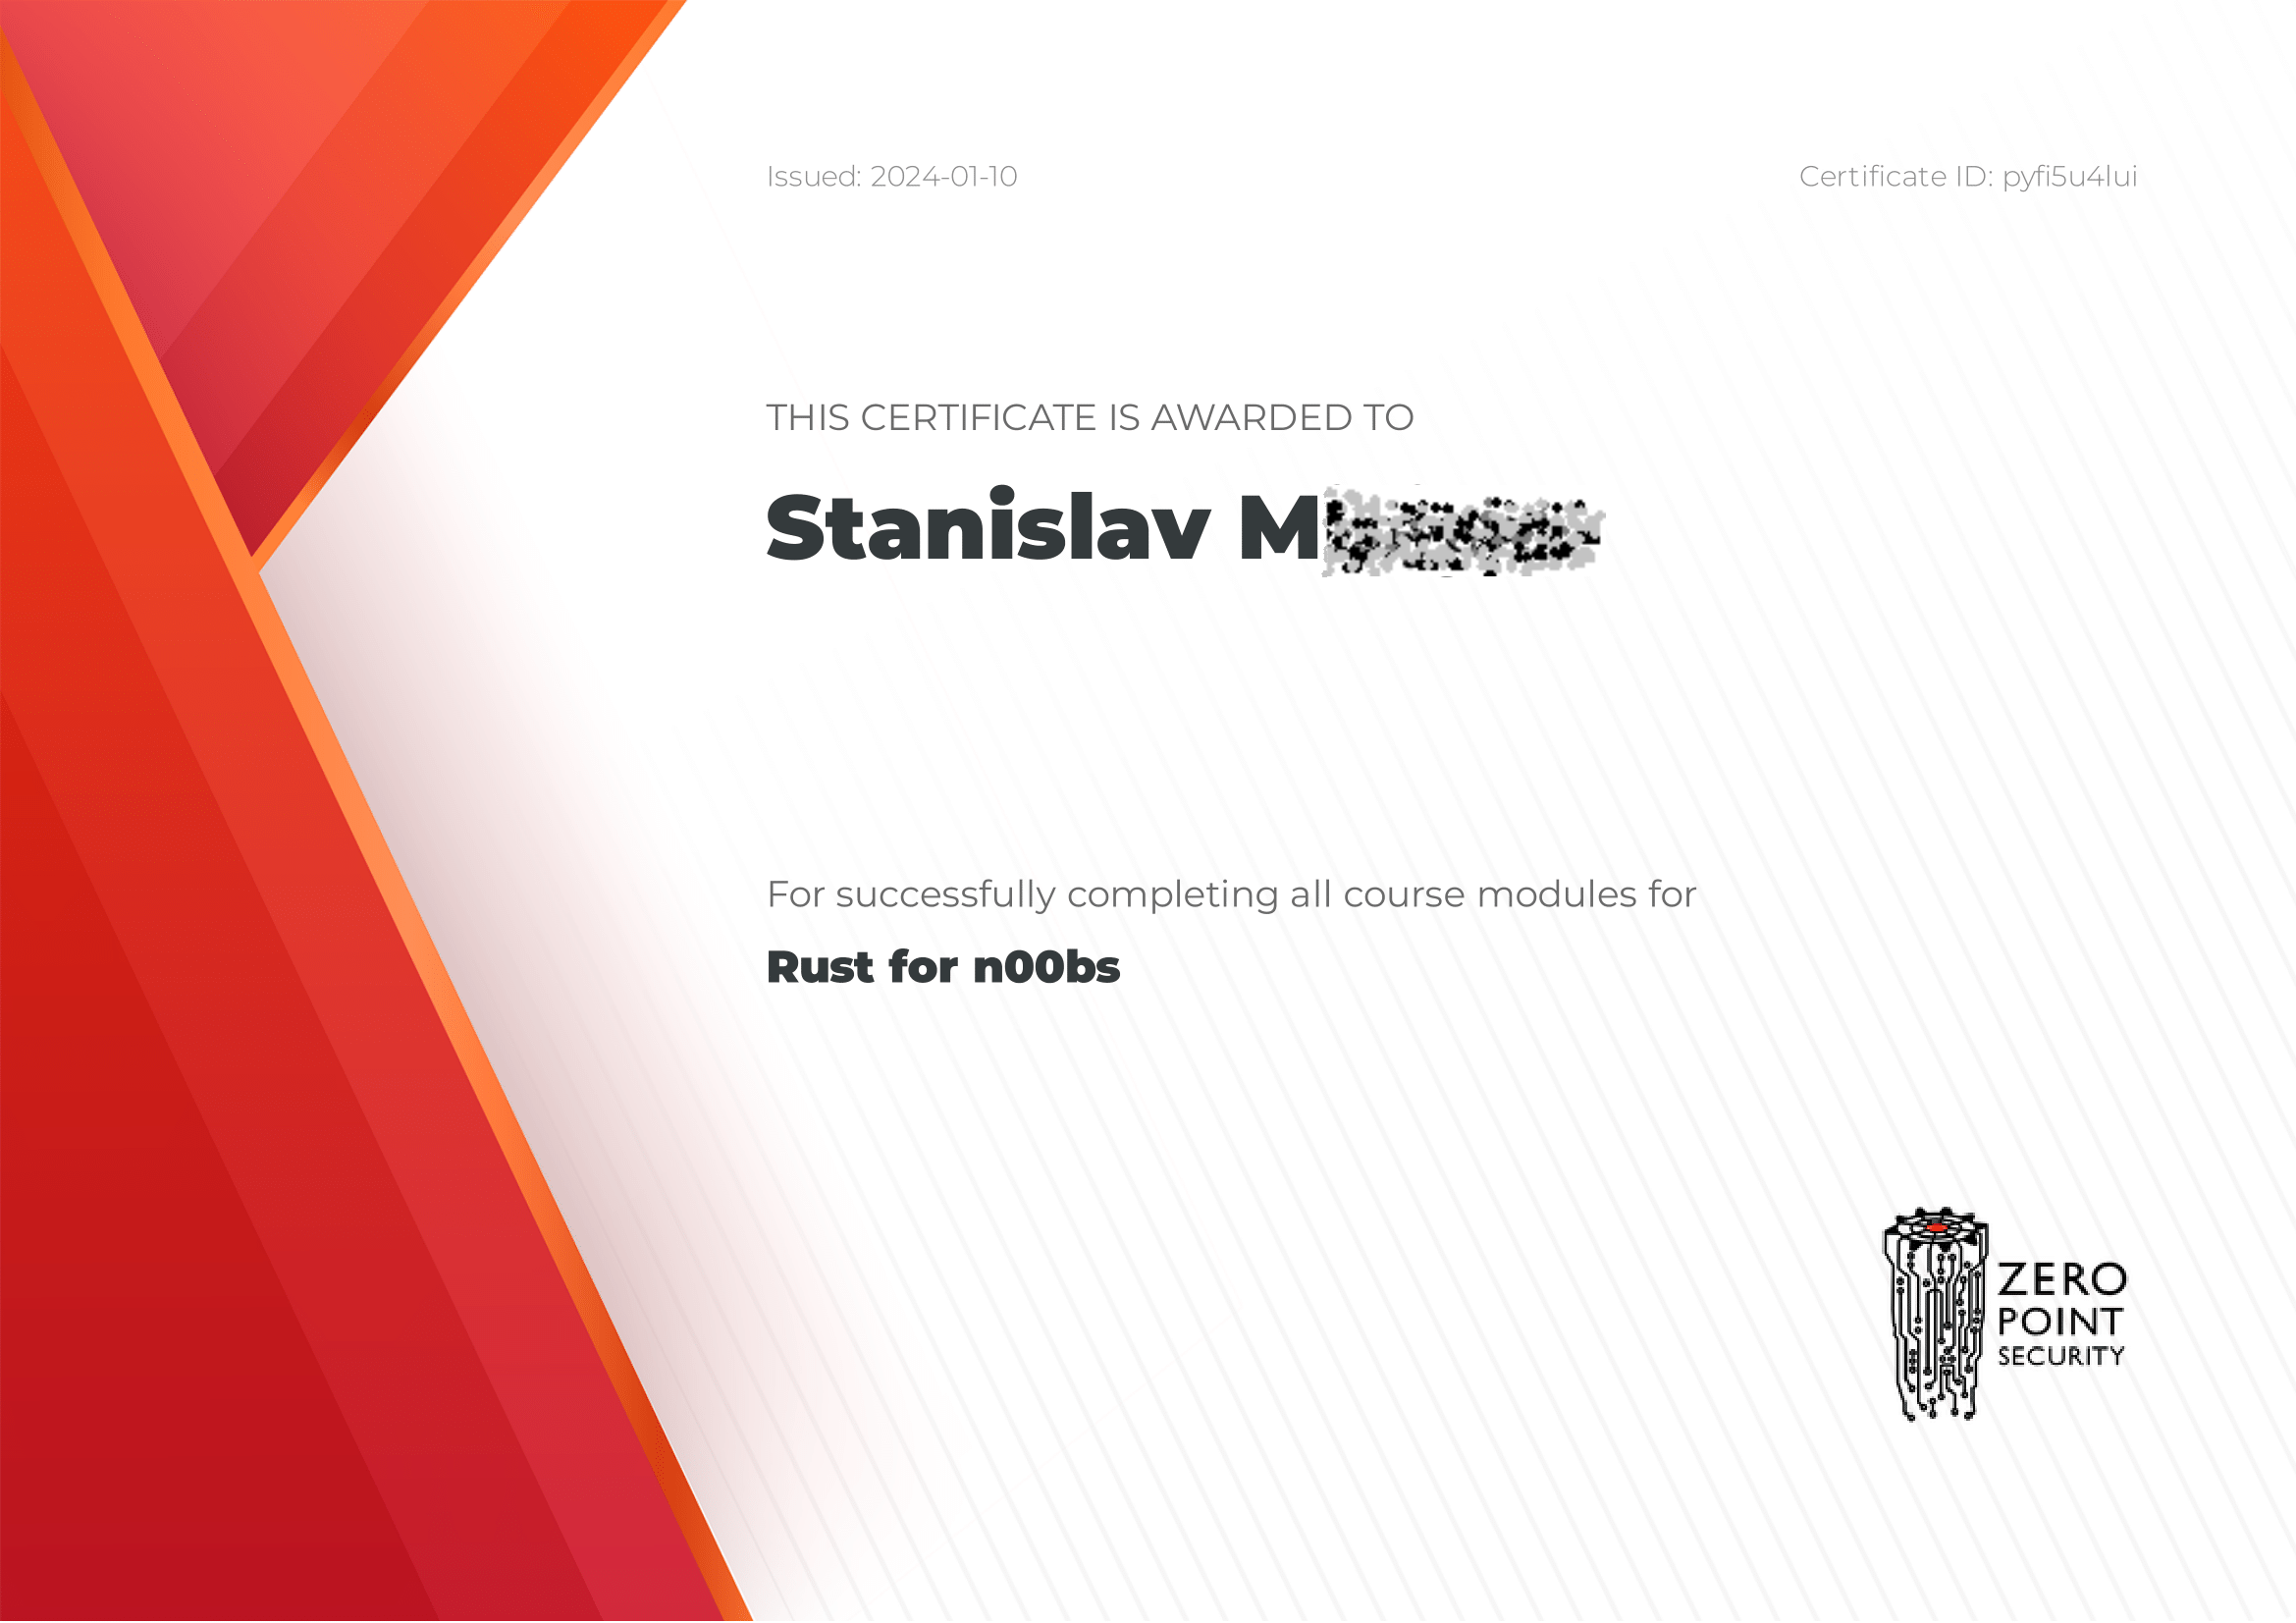 Issued: 2024-01-10
Certificate ID: pyfi5u4lui
THIS CERTIFICATE IS AWARDED TO
Stanislav M
For successfully completing all course modules for
Rust for n00bs
ZERO
POINT
SECURITY